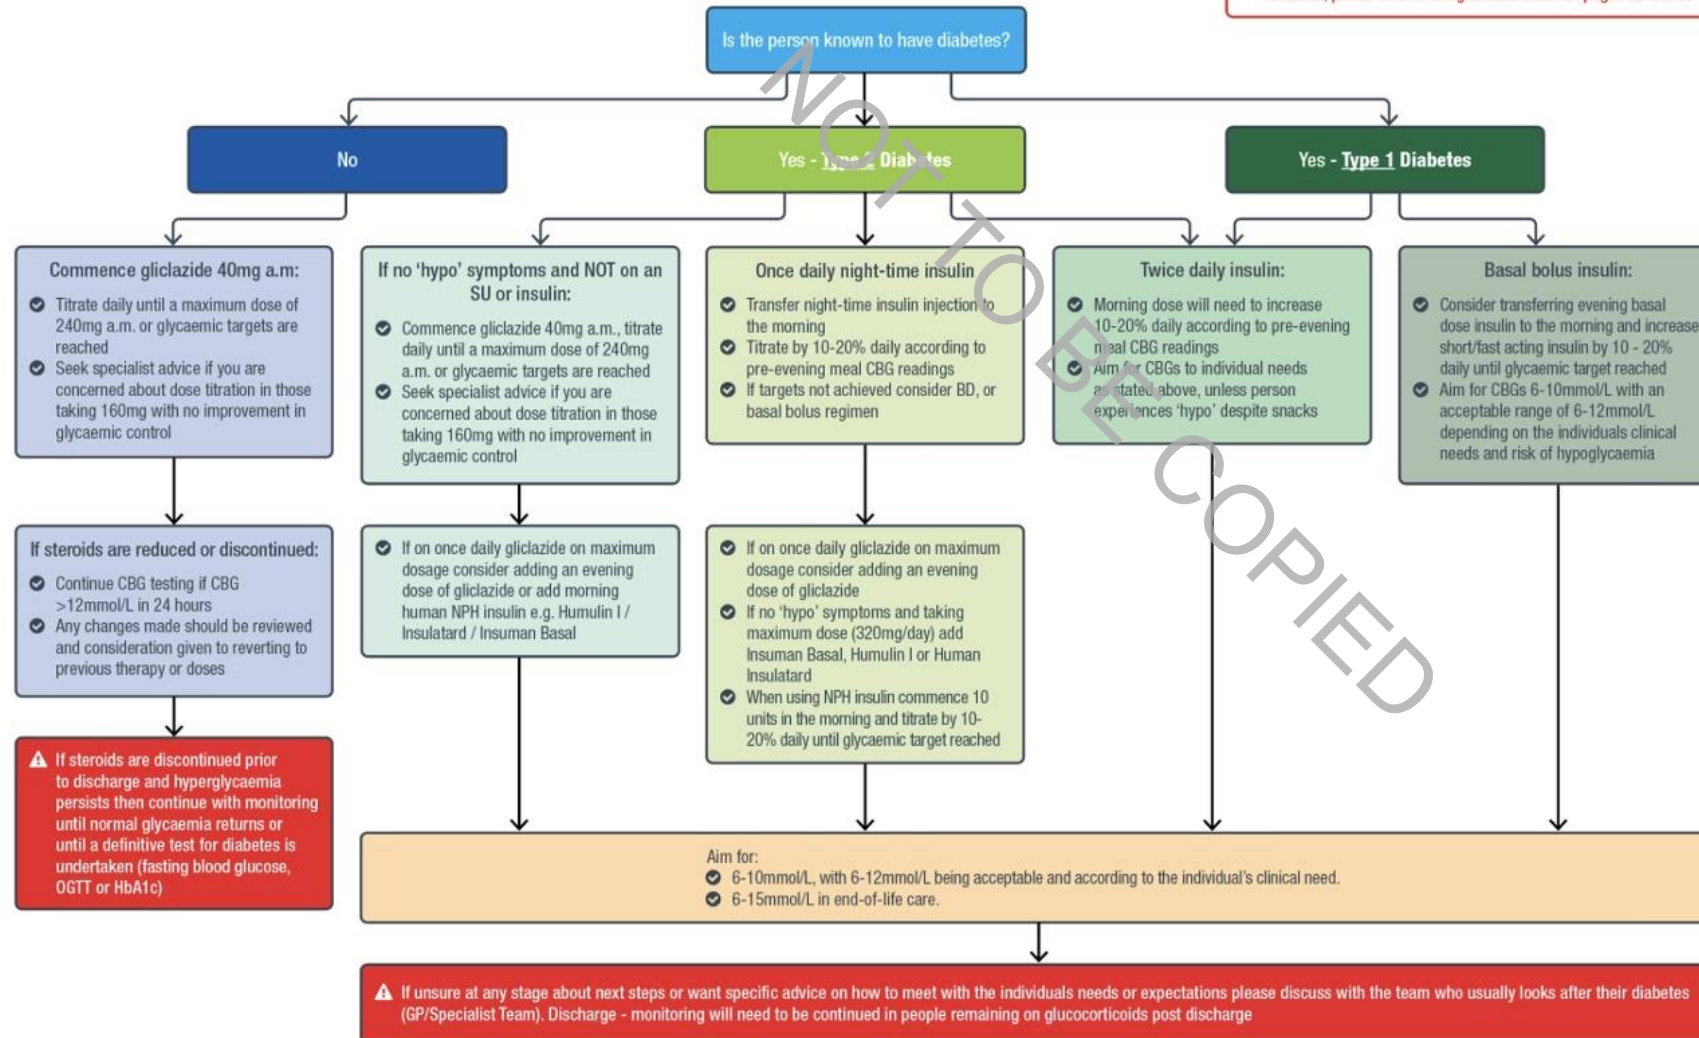 Is the person known to have diabetes?
No
Yes - Type 2 Diabetes
Yes - Type 1 Diabetes
Commence gliclazide 40mg a.m:
Titrate daily until a maximum dose of
240mg a.m. or glycaemic targets are
reached
Seek specialist advice if you are
concerned about dose titration in those
taking 160mg with no improvement in
glycaemic control
If no ‘hypo’ symptoms and NOT on an
SU or insulin:
Commence gliclazide 40mg a.m., titrate
daily until a maximum dose of 240mg
a.m. or glycaemic targets are reached
Seek specialist advice if you are
concerned about dose titration in those
taking 160mg with no improvement in
glycaemic control
Once daily night-time insulin
Transfer night-time insulin injection to
the morning
Titrate by 10-20% daily according to
pre-evening meal CBG readings
If targets not achieved consider BD, or
basal bolus regimen
Twice daily insulin:
Morning dose will need to increase
10-20% daily according to pre-evening
meal CBG readings
Aim for CBGs to individual needs
as stated above, unless person
experiences ‘hypo’ despite snacks
Basal bolus insulin:
Consider transferring evening basal
dose insulin to the morning and increase
short/fast acting insulin by 10 - 20%
daily until glycaemic target reached
Aim for CBGs 6-10mmol/L with an
acceptable range of 6-12mmol/L
depending on the individuals clinical
needs and risk of hypoglycaemia
If steroids are reduced or discontinued:
Continue CBG testing if CBG
>12mmol/L in 24 hours
Any changes made should be reviewed
and consideration given to reverting to
previous therapy or doses
If on once daily gliclazide on maximum
dosage consider adding an evening
dose of gliclazide or add morning
human NPH insulin e.g. Humulin I /
Insulatard / Insuman Basal
If on once daily gliclazide on maximum
dosage consider adding an evening
dose of gliclazide
If no ‘hypo’ symptoms and taking
maximum dose (320mg/day) add
Insuman Basal, Humulin I or Human
Insulatard
When using NPH insulin commence 10
units in the morning and titrate by 10-
20% daily until glycaemic target reached
If steroids are discontinued prior
to discharge and hyperglycaemia
persists then continue with monitoring
until normal glycaemia returns or
until a definitive test for diabetes is
undertaken (fasting blood glucose,
OGTT or HbA1c)
Aim for:
6-10mmol/L, with 6-12mmol/L being acceptable and according to the individual’s clinical need.
6-15mmol/L in end-of-life care.
If unsure at any stage about next steps or want specific advice on how to meet with the individuals needs or expectations please discuss with the team who usually looks after their diabetes
(GP/Specialist Team). Discharge - monitoring will need to be continued in people remaining on glucocorticoids post discharge
NOT TO BE COPIED